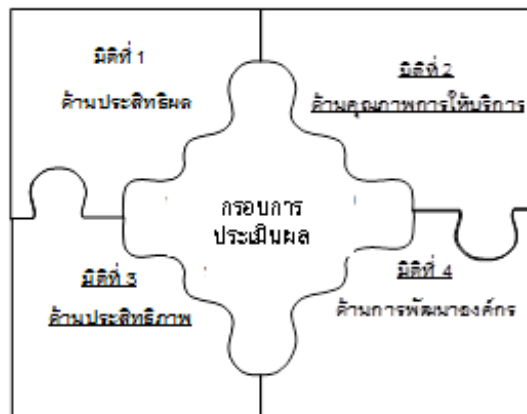 มิติที่ 1
ด้านประสิทธิผล
มิติที่ 2
ด้านคุณภาพการให้บริการ
กรอบการ
ประเมินผล
มิติที่ 3
ด้านประสิทธิภาพ
มิติที่ 4
ด้านการพัฒนาองค์กร